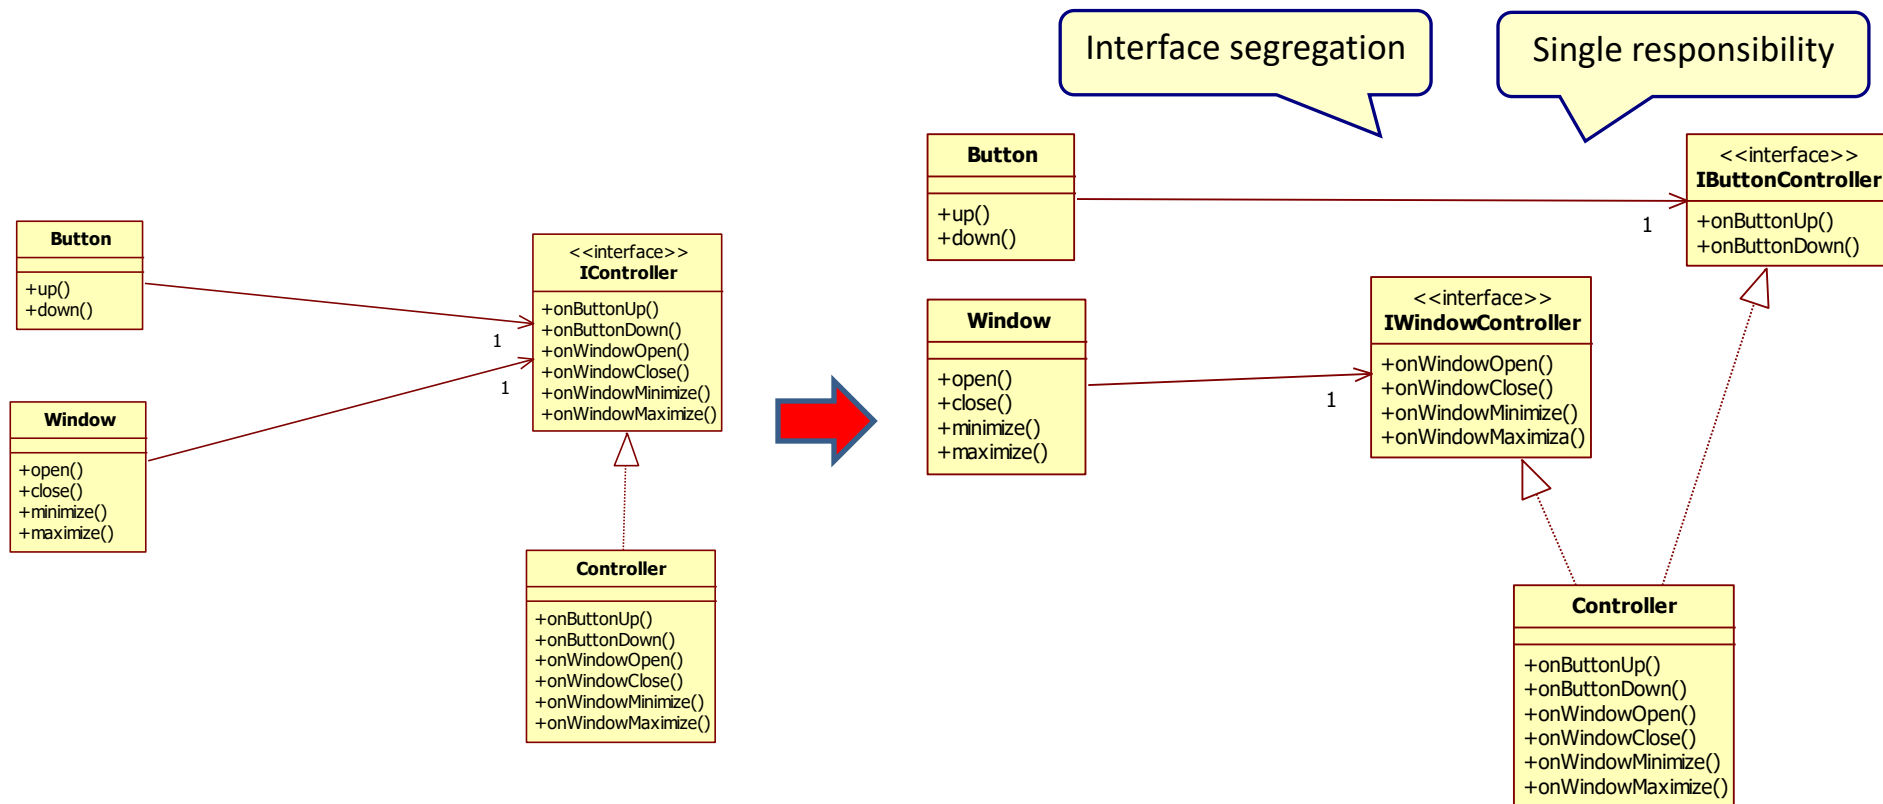 Interface segregation
Single responsibility
Button
+up()
+down()
Window
+open()
+close()
+minimize()
+maximize()
<<interface>>
IController
+onButtonUp()
+onButtonDown()
+onWindowOpen()
+onWindowClose()
+onWindowMinimize()
+onWindowMaximize()
1
1
Controller
+onButtonUp()
+onButtonDown()
+onWindowOpen()
+onWindowClose()
+onWindowMinimize()
+onWindowMaximize()
Button
+up()
+down()
<<interface>>
IButtonController
+onButtonUp()
+onButtonDown()
1
Window
+open()
+close()
+minimize()
+maximize()
<<interface>>
IWindowController
+onWindowOpen()
+onWindowClose()
+onWindowMinimize()
+onWindowMaximiza()
1
Controller
+onButtonUp()
+onButtonDown()
+onWindowOpen()
+onWindowClose()
+onWindowMinimize()
+onWindowMaximize()